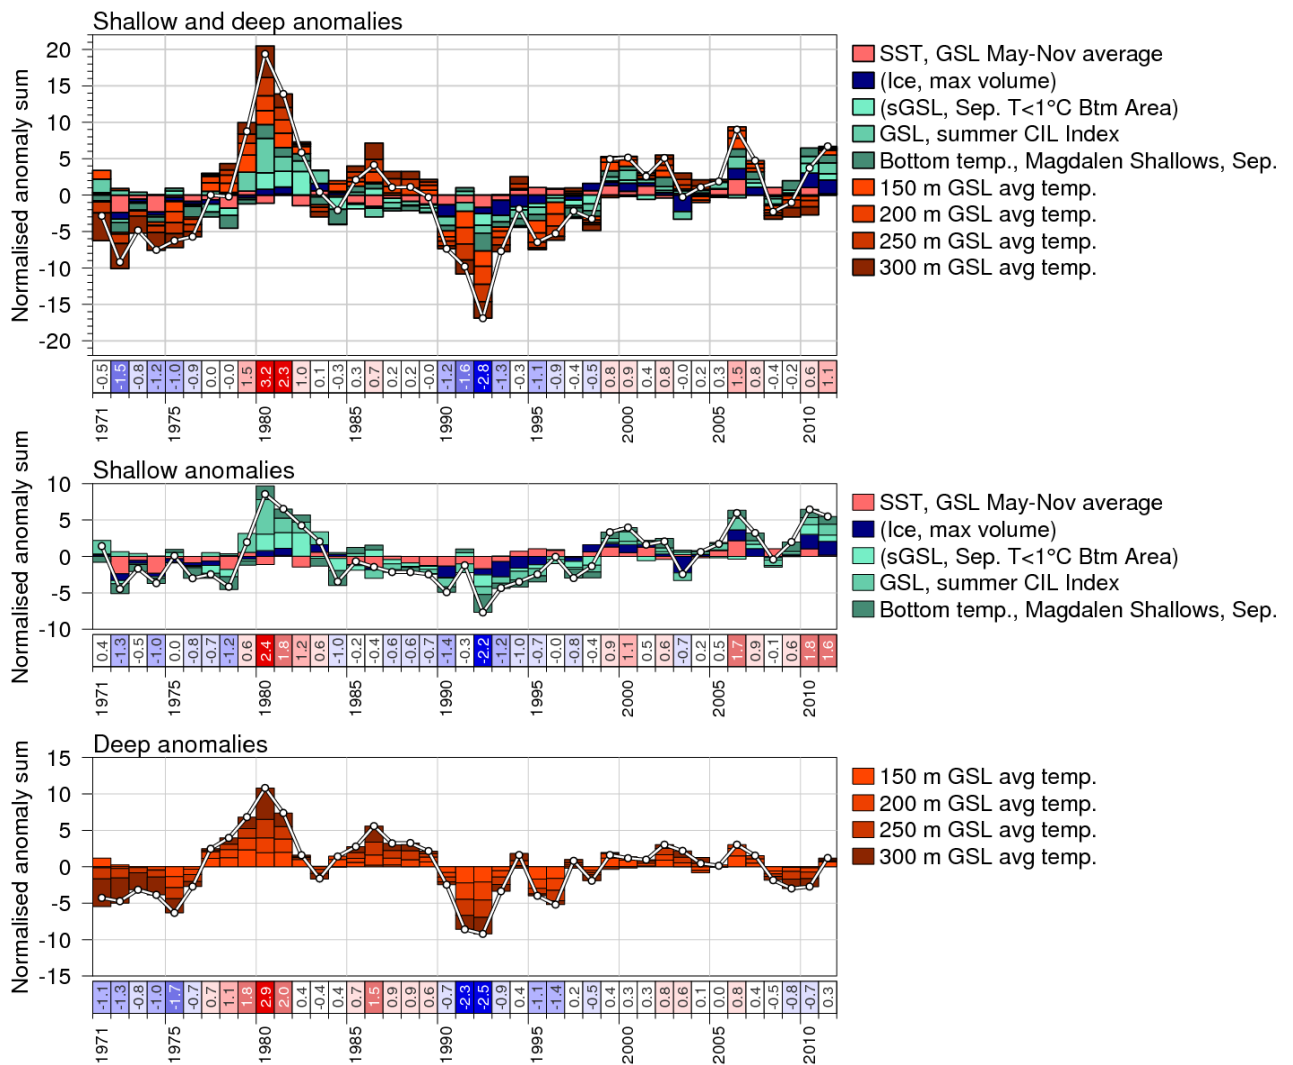 Shallow and deep anomalies
Normalised anomaly sum
20
15
10
5
0
-5
-10
-15
-20
SST, GSL May-Nov average
(Ice, max volume)
(sGSL, Sep. T<1°C Btm Area)
GSL, summer CIL Index
Bottom temp., Magdalen Shallows, Sep.
150 m GSL avg temp.
200 m GSL avg temp.
250 m GSL avg temp.
300 m GSL avg temp.
-0.5 -1.5 -0.8 -1.2 -1.0 -0.9 0.0 -0.0 1.5 3.2 2.3 1.0 0.1 -0.3 0.3 0.7 0.2 0.2 -0.0 -1.2 -1.6 -2.8 -1.3 -0.3 -1.1 -0.9 -0.4 -0.5 0.8 0.9 0.4 0.8 -0.0 0.2 0.3 1.5 0.8 -0.4 -0.2 0.6 1.1
1971 1975 1980 1985 1990 1995 2000 2005 2010
Shallow anomalies
Normalised anomaly sum
10
5
0
-5
-10
SST, GSL May-Nov average
(Ice, max volume)
(sGSL, Sep. T<1°C Btm Area)
GSL, summer CIL Index
Bottom temp., Magdalen Shallows, Sep.
0.4 -1.3 -0.5 -1.0 0.0 -0.8 -0.7 -1.2 0.6 2.4 1.8 1.2 0.6 -1.0 -0.2 -0.4 -0.6 -0.6 -0.7 -1.4 -0.3 -2.2 -1.2 -1.0 -0.7 -0.0 -0.8 -0.4 0.9 1.1 0.5 0.6 -0.7 0.2 0.5 1.7 0.9 -0.1 0.6 1.8 1.6
1971 1975 1980 1985 1990 1995 2000 2005 2010
Deep anomalies
Normalised anomaly sum
15
10
5
0
-5
-10
-15
150 m GSL avg temp.
200 m GSL avg temp.
250 m GSL avg temp.
300 m GSL avg temp.
-1.1 -1.3 -0.8 -1.0 -1.7 -0.7 0.7 1.1 1.8 2.9 2.0 0.4 -0.4 0.4 0.7 1.5 0.9 0.9 0.6 -0.7 -2.3 -2.5 -0.9 0.4 -1.1 -1.4 0.2 -0.5 0.4 0.3 0.3 0.8 0.6 0.1 0.0 0.8 0.4 -0.5 -0.8 -0.7 0.3
1971 1975 1980 1985 1990 1995 2000 2005 2010